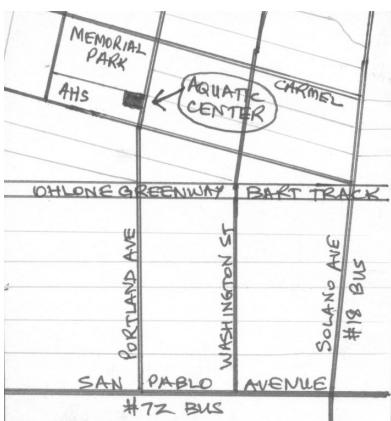 MEMORIAL
PARK
AHS
AQUATIC
CENTER
CARMEL
OHLONE GREENWAY BART TRACK
PORTLAND AVE
WASHINGTON ST
SOLANO AVE
#18 BUS
SAN PABLO AVENUE
#72 BUS